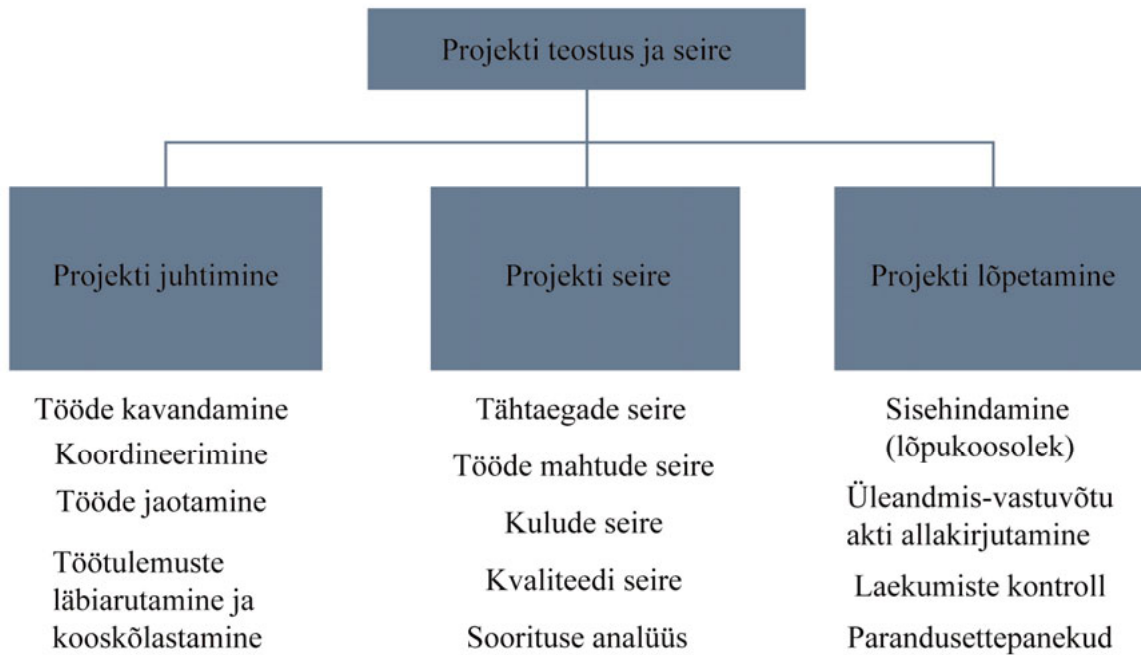 Projekti teostus ja seire
Projekti juhtimine
Tööde kavandamine
Koordineerimine
Tööde jaotamine
Töötulemuste
läbiarutamine ja
kooskõlastamine
Projekti seire
Tähtaegade seire
Tööde mahtude seire
Kulude seire
Kvaliteedi seire
Soorituse analüüs
Projekti lõpetamine
Sisehindamine
(lõpukoosolek)
Üleandmis-vastuvõtu
akti allakirjutamine
Laekumiste kontroll
Parandusettepanekud